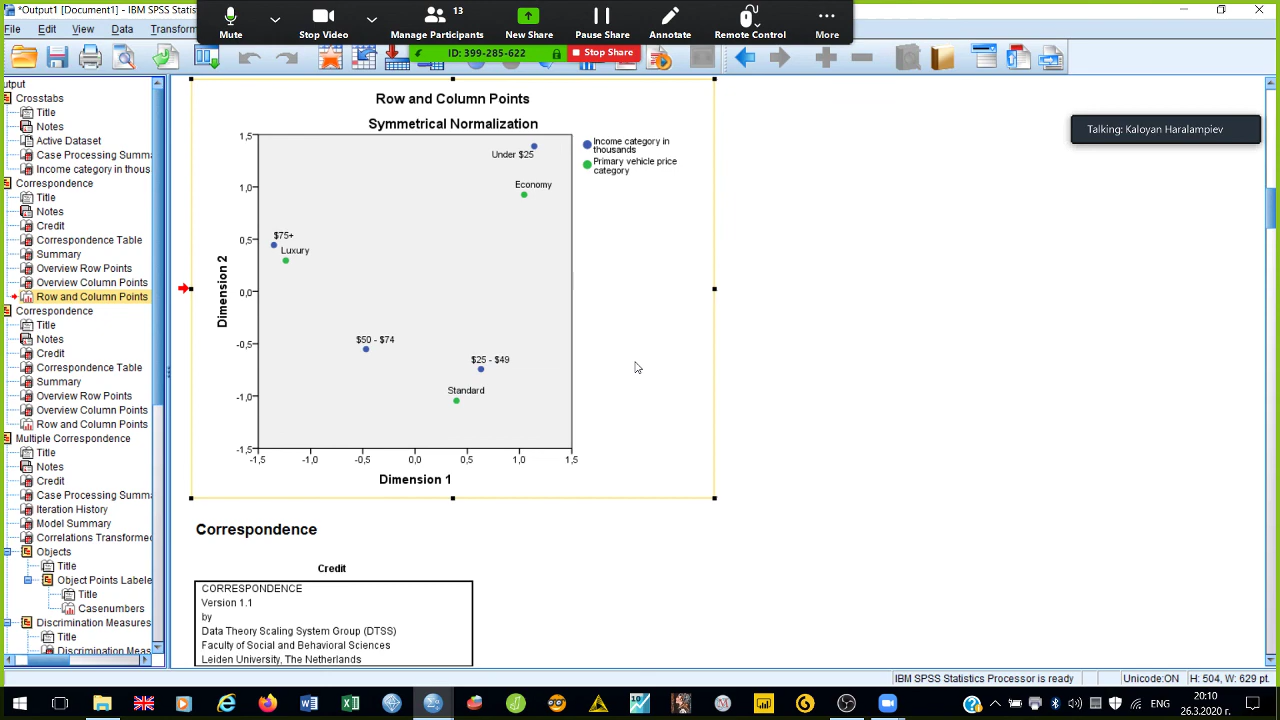 *Output1 [Document1] - IBM SPSS Statis
Mute
Stop Video
13
Manage Participants
New Share
Pause Share
Annotate
Remote Control
More
File
Edit
View
Data
Transform
ID: 399-285-622
Stop Share
Talking: Kaloyan Haralampiev
utput
Crosstabs
Title
Notes
Active Dataset
Case Processing Summa
Income category in thous
Correspondence
Title
Notes
Credit
Correspondence Table
Summary
Overview Row Points
Overview Column Points
Row and Column Points
Correspondence
Title
Notes
Credit
Correspondence Table
Summary
Overview Row Points
Overview Column Points
Row and Column Points
Multiple Correspondence
Title
Notes
Credit
Case Processing Summa
Iteration History
Model Summary
Correlations Transformed
Objects
Title
Object Points Labele
Title
Casenumbers
Discrimination Measures
Title
Discrimination Meas
Row and Column Points
Symmetrical Normalization
Income category in
thousands
Primary vehicle price
category
1,5
1,0
0,5
0,0
-0,5
-1,0
-1,5
Dimension 2
Under $25
Economy
$75+
Luxury
$50 - $74
$25 - $49
Standard
-1,5 -1,0 -0,5 0,0 0,5 1,0 1,5
Dimension 1
Correspondence
Credit
CORRESPONDENCE
Version 1.1
by
Data Theory Scaling System Group (DTSS)
Faculty of Social and Behavioral Sciences
Leiden University, The Netherlands
IBM SPSS Statistics Processor is ready
Unicode:ON
H: 504, W: 629 pt.
20:10
26.3.2020 г.